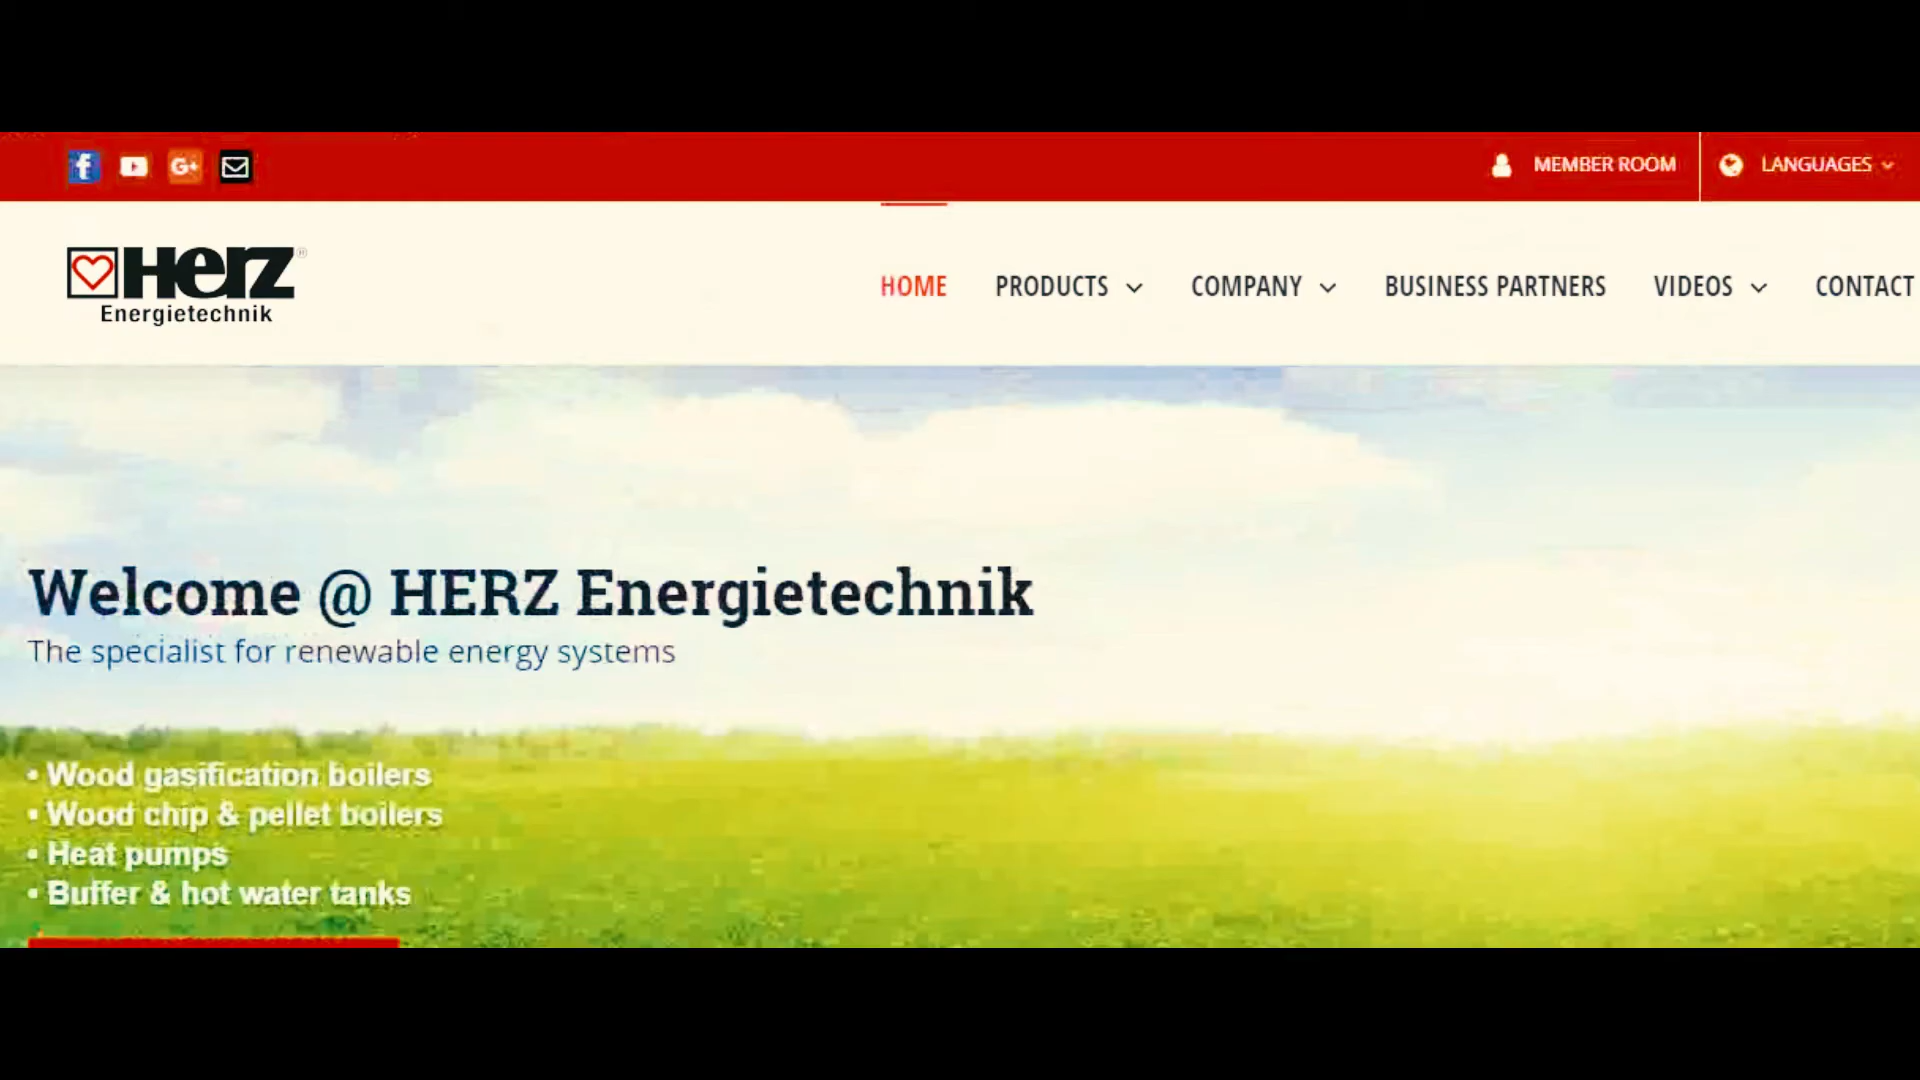 MEMBER ROOM
LANGUAGES
Herz®
Energietechnik
HOME
PRODUCTS
COMPANY
BUSINESS PARTNERS
VIDEOS
CONTACT
Welcome @ HERZ Energietechnik
The specialist for renewable energy systems
• Wood gasification boilers
• Wood chip & pellet boilers
• Heat pumps
• Buffer & hot water tanks